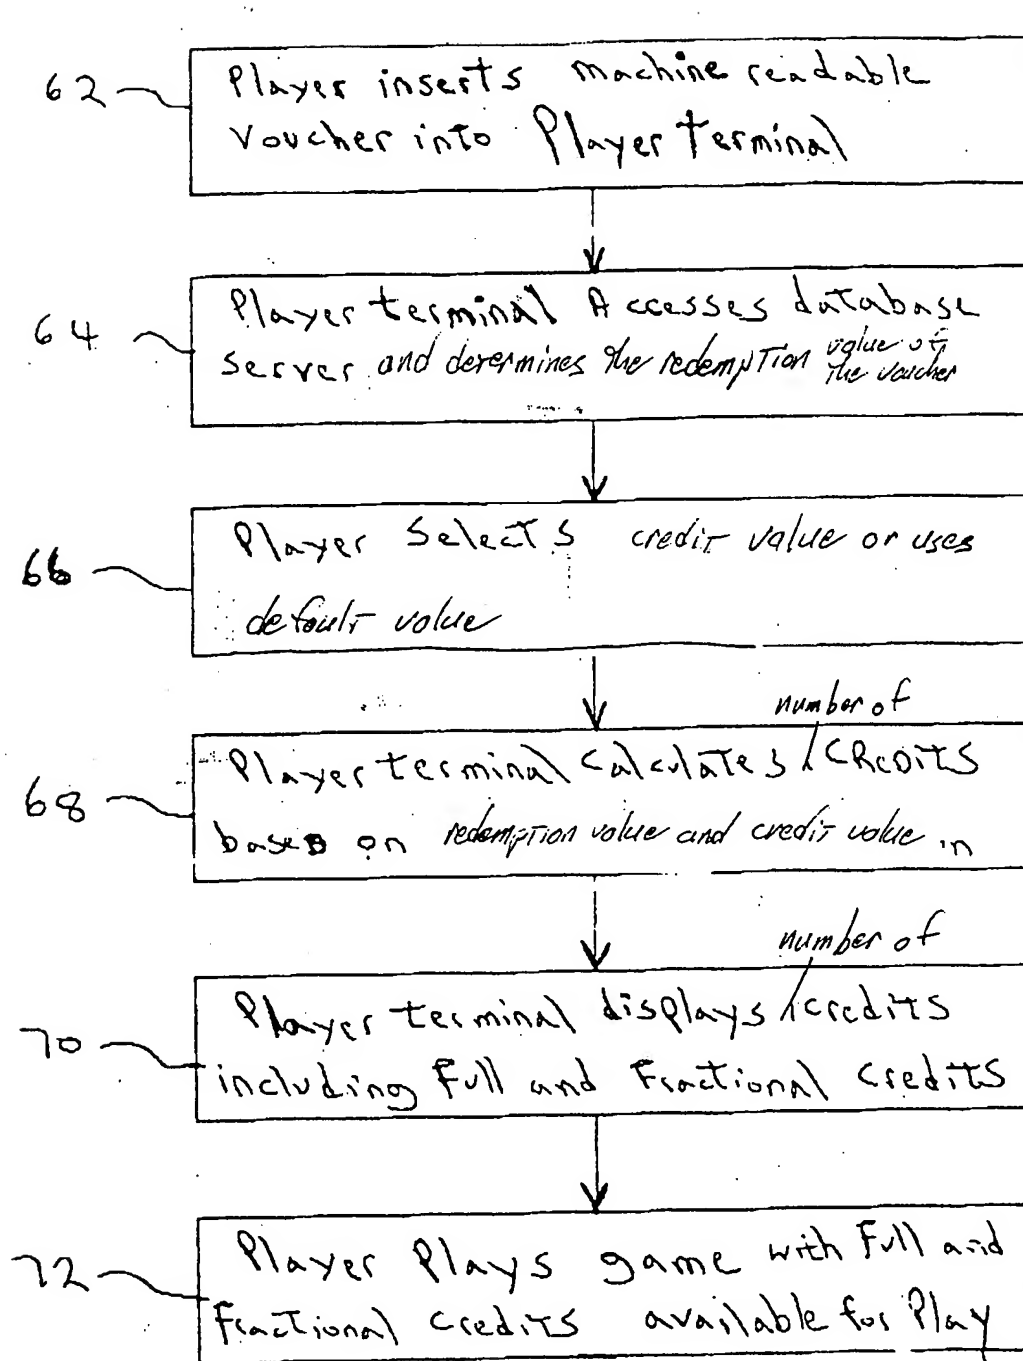 62
Player inserts machine readable
voucher into Player terminal
64
Player terminal Accesses database
server and determines the redemption value of
the voucher
66
Player Selects credit value or uses
default value
number of
68
Player terminal calculates credits
based on redemption value and credit value in
number of
70
Player terminal displays credits
including Full and Fractional credits
72
Player Plays game with Full and
Fractional credits available for Play